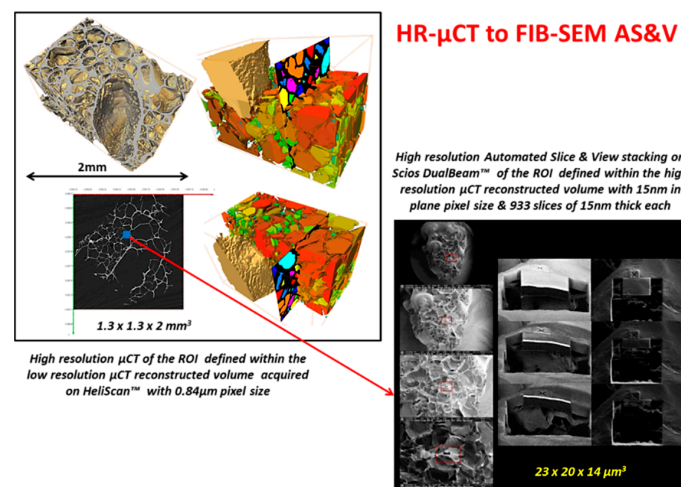 HR-μCT to FIB-SEM AS&V
2mm
1.3 x 1.3 x 2 mm³
High resolution μCT of the ROI defined within the
low resolution μCT reconstructed volume acquired
on HeliScan™ with 0.84μm pixel size
High resolution Automated Slice & View stacking on
Scios DualBeam™ of the ROI defined within the high
resolution μCT reconstructed volume with 15nm in
plane pixel size & 933 slices of 15nm thick each
23 x 20 x 14 μm³